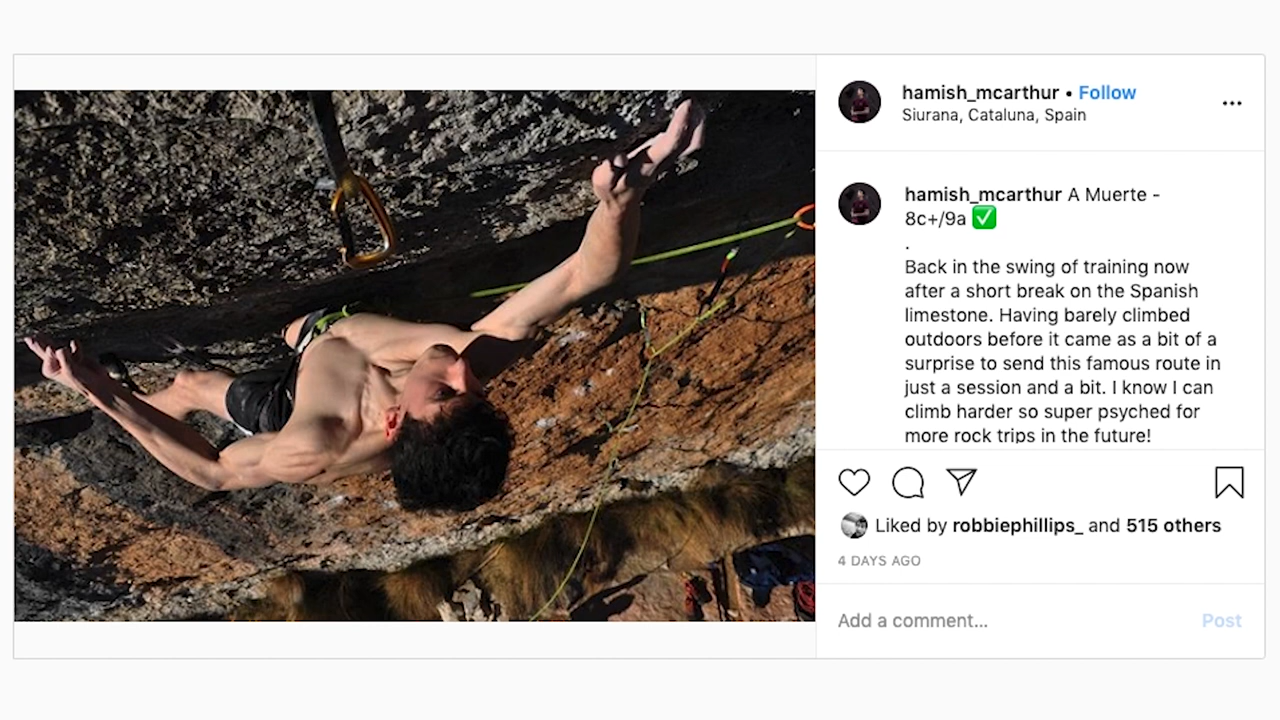 hamish_mcarthur • Follow
Siurana, Cataluna, Spain
hamish_mcarthur A Muerte -
8c+/9a ✅
.
Back in the swing of training now
after a short break on the Spanish
limestone. Having barely climbed
outdoors before it came as a bit of a
surprise to send this famous route in
just a session and a bit. I know I can
climb harder so super psyched for
more rock trips in the future!
Liked by robbiephillips_ and 515 others
4 DAYS AGO
Add a comment... Post